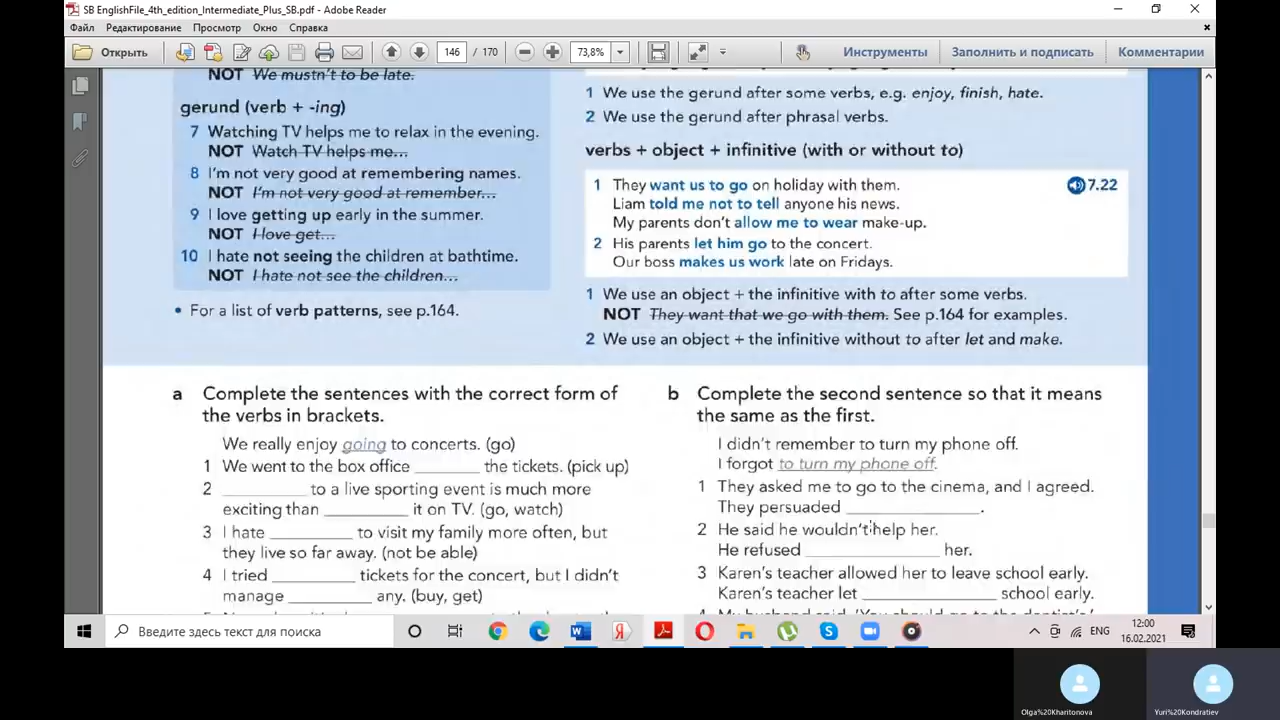 SB EnglishFile_4th_edition_Intermediate_Plus_SB.pdf - Adobe Reader
Файл Редактирование Просмотр Окно Справка
Открыть 146 / 170 73,8% Инструменты Заполнить и подписать Комментарии
NOT We mustn't to be late.
gerund (verb + -ing)
7 Watching TV helps me to relax in the evening.
NOT Watch TV helps me...
8 I'm not very good at remembering names.
NOT I'm not very good at remember...
9 I love getting up early in the summer.
NOT I love get...
10 I hate not seeing the children at bathtime.
NOT I hate not see the children...
• For a list of verb patterns, see p.164.
1 We use the gerund after some verbs, e.g. enjoy, finish, hate.
2 We use the gerund after phrasal verbs.
verbs + object + infinitive (with or without to)
1 They want us to go on holiday with them. 7.22
Liam told me not to tell anyone his news.
My parents don't allow me to wear make-up.
2 His parents let him go to the concert.
Our boss makes us work late on Fridays.
1 We use an object + the infinitive with to after some verbs.
NOT They want that we go with them. See p.164 for examples.
2 We use an object + the infinitive without to after let and make.
a Complete the sentences with the correct form of
the verbs in brackets.
We really enjoy going to concerts. (go)
1 We went to the box office ________ the tickets. (pick up)
2 ________ to a live sporting event is much more
exciting than ________ it on TV. (go, watch)
3 I hate ________ to visit my family more often, but
they live so far away. (not be able)
4 I tried ________ tickets for the concert, but I didn't
manage ________ any. (buy, get)
b Complete the second sentence so that it means
the same as the first.
I didn't remember to turn my phone off.
I forgot to turn my phone off.
1 They asked me to go to the cinema, and I agreed.
They persuaded ________.
2 He said he wouldn't help her.
He refused ________ her.
3 Karen's teacher allowed her to leave school early.
Karen's teacher let ________ school early.
4 My husband said, 'You should go to the dentist's.'
Введите здесь текст для поиска
ENG
12:00
16.02.2021
Olga%20Kharitonova
Yuri%20Kondratiev